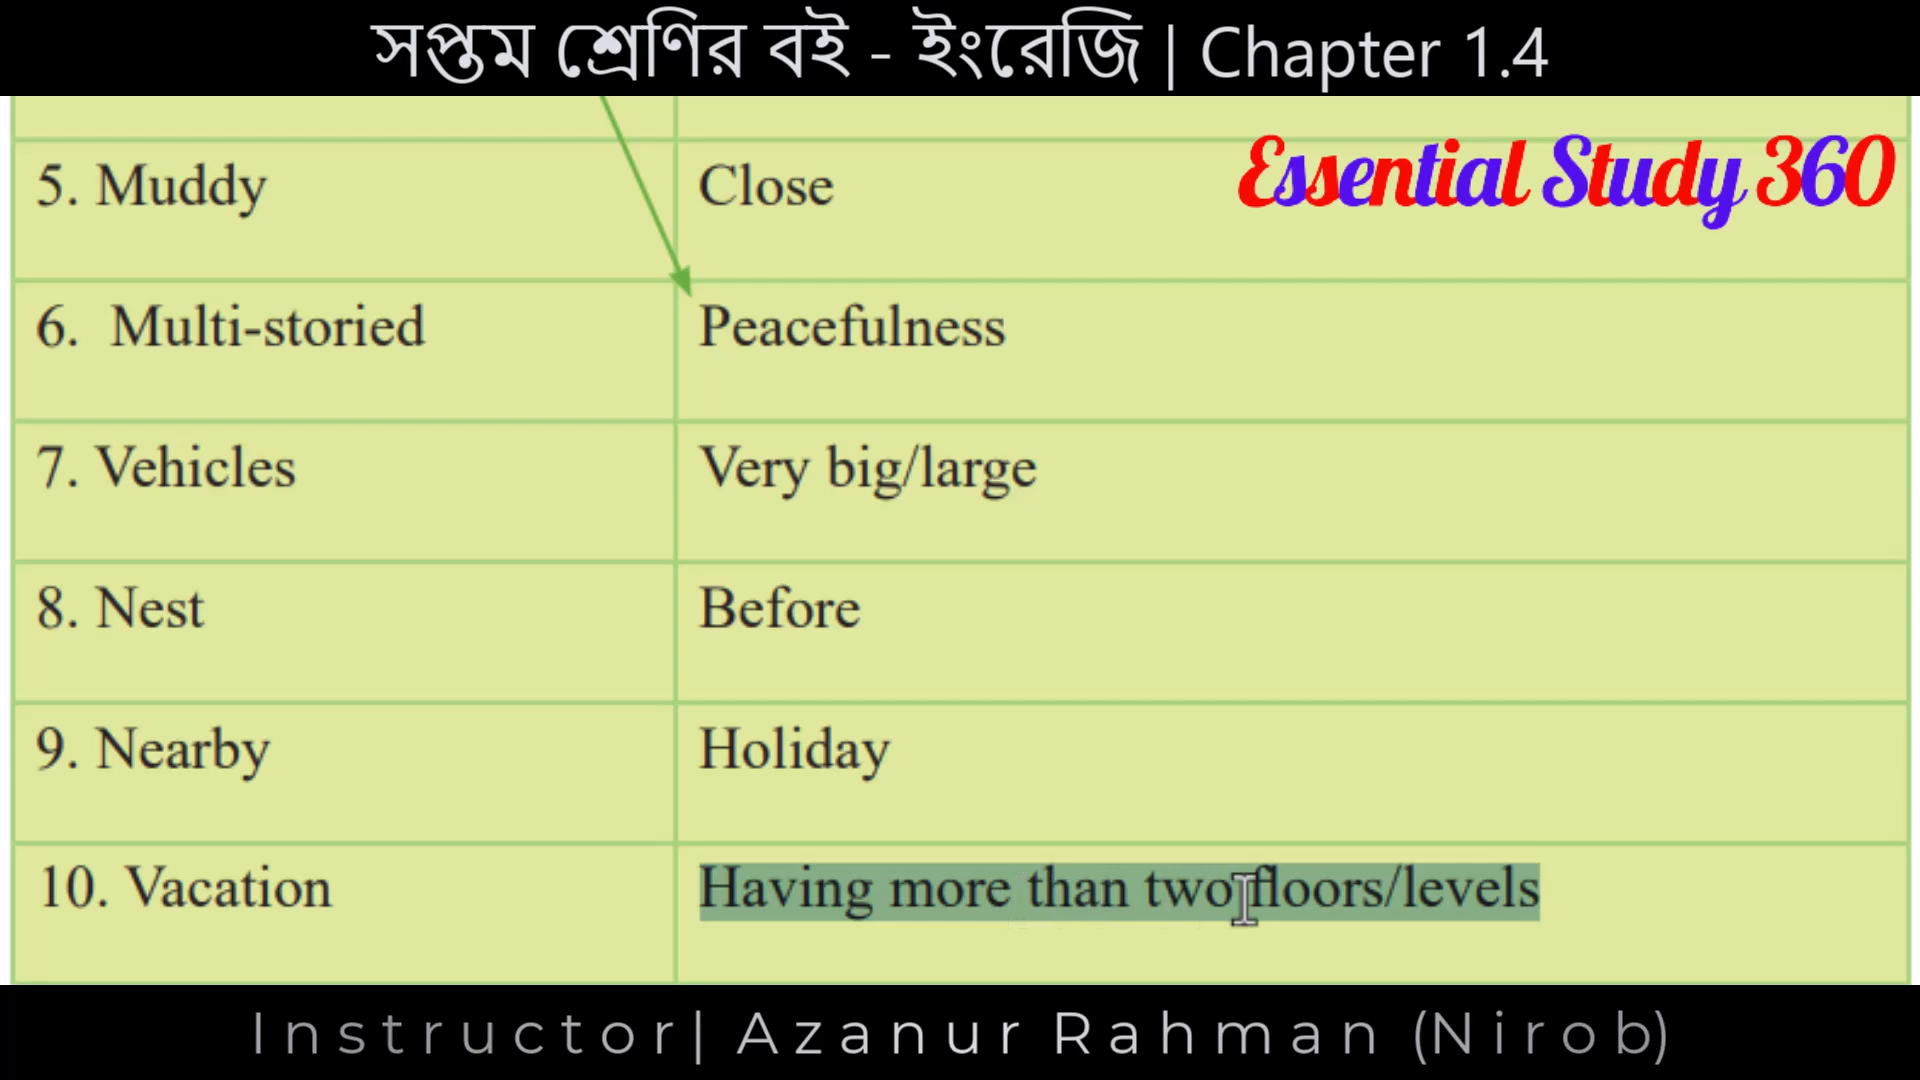 সপ্তম শ্রেণির বই - ইংরেজি | Chapter 1.4
Essential Study 360
5. Muddy Close
6. Multi-storied Peacefulness
7. Vehicles Very big/large
8. Nest Before
9. Nearby Holiday
10. Vacation Having more than two floors/levels
Instructor| Azanur Rahman (Nirob)